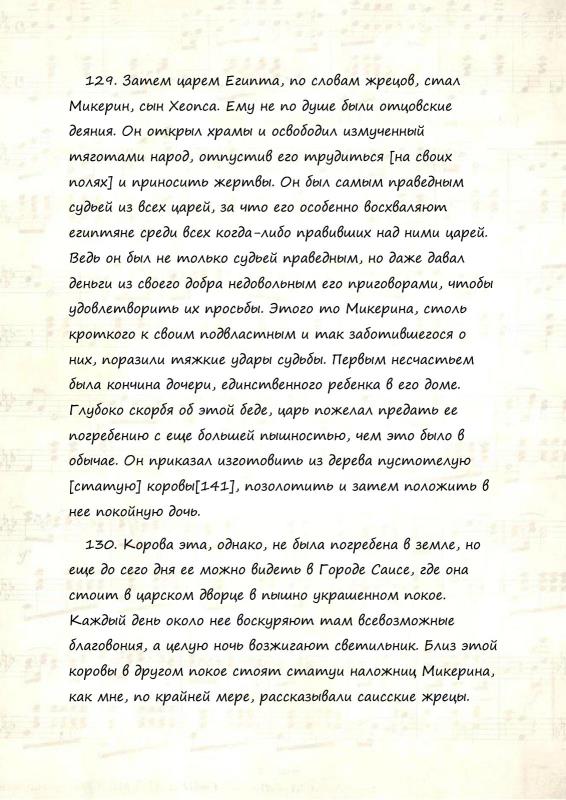 129. Затем царем Египта, по словам жрецов, стал
Микерин, сын Хеопса. Ему не по душе были отцовские
деяния. Он открыл храмы и освободил измученный
тяготами народ, отпустив его трудиться [на своих
полях] и приносить жертвы. Он был самым праведным
судьей из всех царей, за что его особенно восхваляют
египтяне среди всех когда-либо правивших над ними царей.
Ведь он был не только судьей праведным, но даже давал
деньги из своего добра недовольным его приговорами, чтобы
удовлетворить их просьбы. Этого то Микерина, столь
кроткого к своим подвластным и так заботившегося о
них, поразили тяжкие удары судьбы. Первым несчастьем
была кончина дочери, единственного ребенка в его доме.
Глубоко скорбя об этой беде, царь пожелал предать ее
погребению с еще большей пышностью, чем это было в
обычае. Он приказал изготовить из дерева пустотелую
[статую] коровы[141], позолотить и затем положить в
нее покойную дочь.
130. Корова эта, однако, не была погребена в земле, но
еще до сего дня ее можно видеть в Городе Саисе, где она
стоит в царском дворце в пышно украшенном покое.
Каждый день около нее воскуряют там всевозможные
благовония, а целую ночь возжигают светильник. Близ этой
коровы в другом покое стоят статуи наложниц Микерина,
как мне, по крайней мере, рассказывали саисские жрецы.